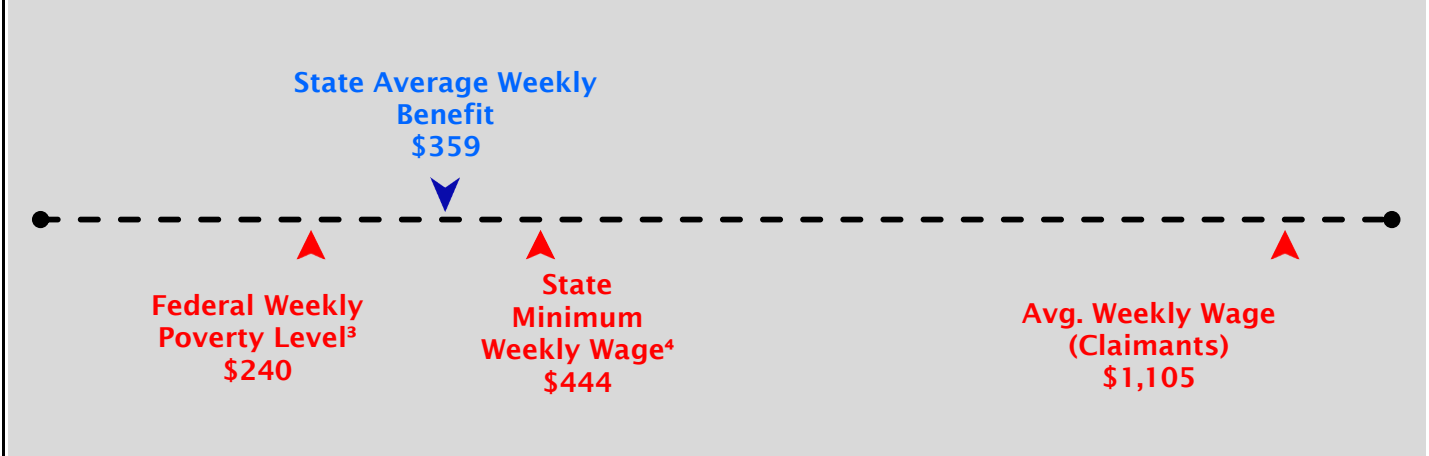 State Average Weekly
Benefit
$359
Federal Weekly
Poverty Level³
$240
State
Minimum
Weekly Wage⁴
$444
Avg. Weekly Wage
(Claimants)
$1,105